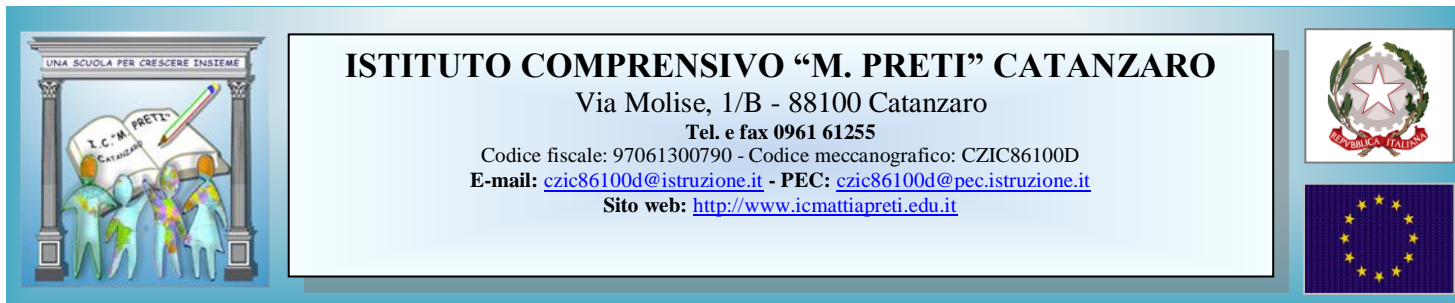 UNA SCUOLA PER CRESCERE INSIEME
I.C. "M. PRETI"
CATANZARO
ISTITUTO COMPRENSIVO “M. PRETI” CATANZARO
Via Molise, 1/B - 88100 Catanzaro
Tel. e fax 0961 61255
Codice fiscale: 97061300790 - Codice meccanografico: CZIC86100D
E-mail: czic86100d@istruzione.it - PEC: czic86100d@pec.istruzione.it
Sito web: http://www.icmattiapreti.edu.it
REPVBBLICA ITALIANA